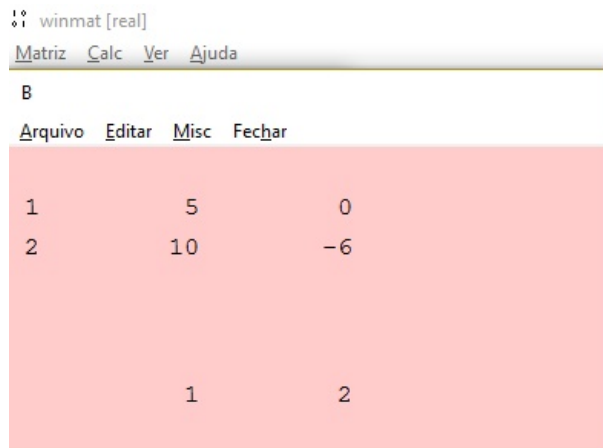 winmat [real]
Matriz Calc Ver Ajuda
B
Arquivo Editar Misc Fechar
1 5 0
2 10 -6
1 2